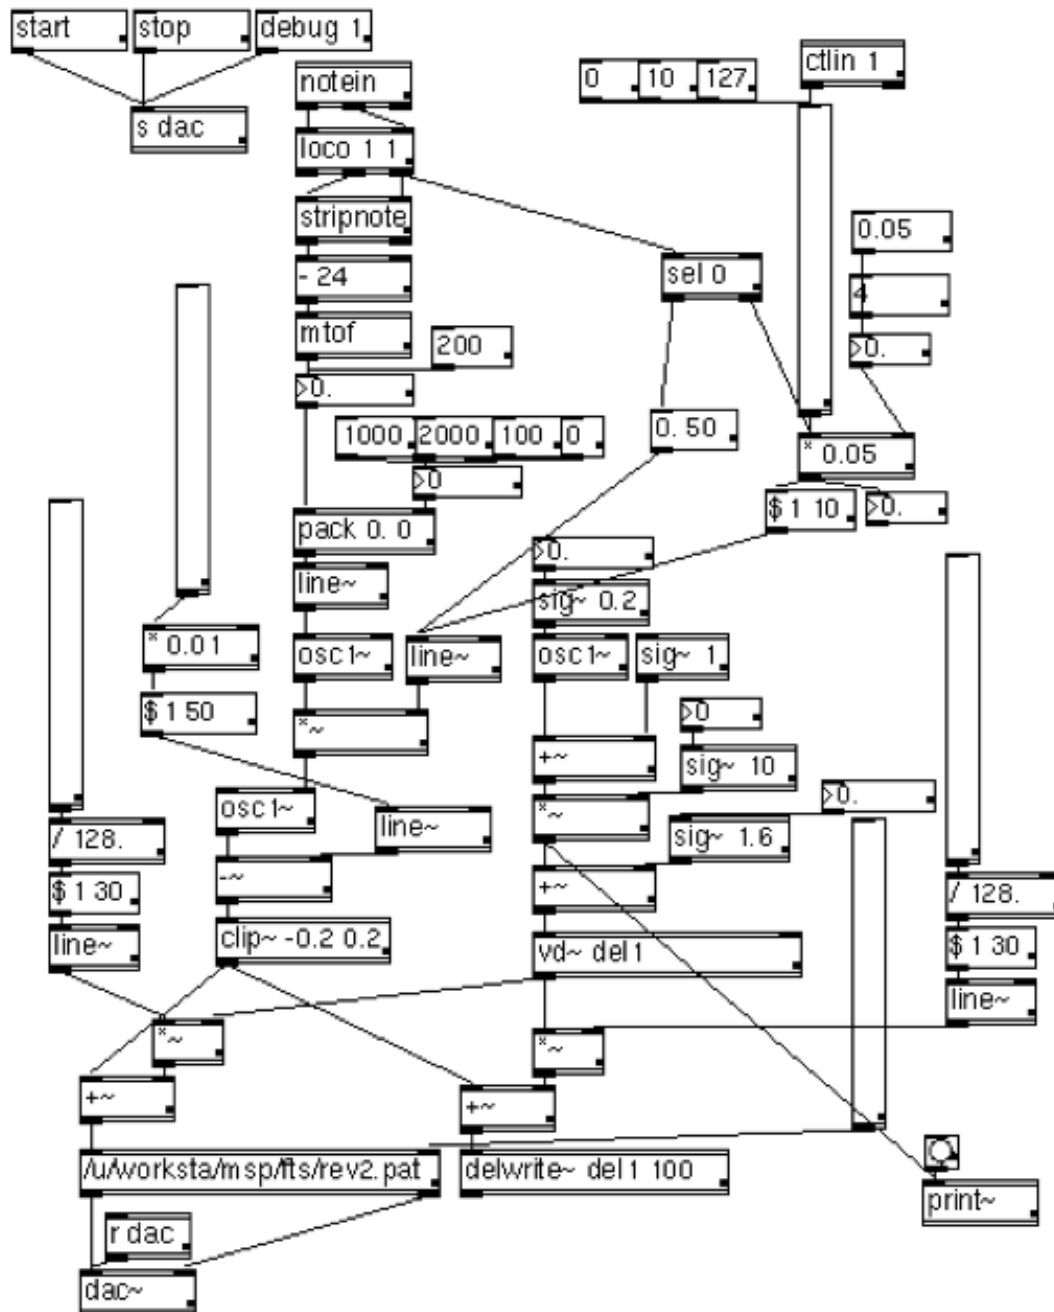 start
stop
debug 1
s dac
notein
loco 1 1
stripnote
- 24
mtof
200
>0.
1000
2000
100
0
>0
pack 0. 0
line~
osc1~
line~
*~
0
10
127
ctlin 1
sel 0
0.05
4
>0.
0. 50
* 0.05
$ 1 10
>0.
* 0.01
$ 1 50
osc1~
line~
-~
clip~ -0.2 0.2
>0.
sig~ 0.2
osc1~
sig~ 1
+~
>0
sig~ 10
*~
>0.
sig~ 1.6
+~
vd~ del1
/ 128.
$ 1 30
line~
/ 128.
$ 1 30
line~
*~
*~
+~
+~
/u/worksta/msp/fts/rev2.pat
delwrite~ del1 100
print~
r dac
dac~